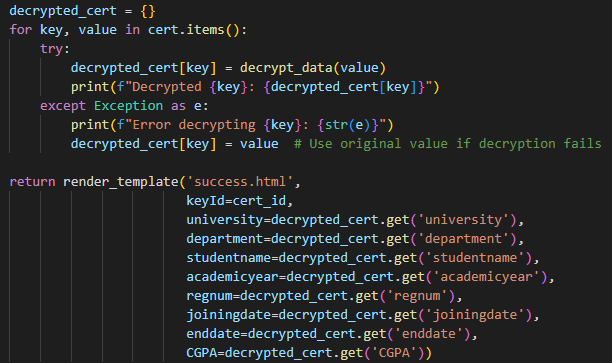 decrypted_cert = {}
for key, value in cert.items():
    try:
        decrypted_cert[key] = decrypt_data(value)
        print(f"Decrypted {key}: {decrypted_cert[key]}")
    except Exception as e:
        print(f"Error decrypting {key}: {str(e)}")
        decrypted_cert[key] = value  # Use original value if decryption fails

return render_template('success.html',
                       keyId=cert_id,
                       university=decrypted_cert.get('university'),
                       department=decrypted_cert.get('department'),
                       studentname=decrypted_cert.get('studentname'),
                       academicyear=decrypted_cert.get('academicyear'),
                       regnum=decrypted_cert.get('regnum'),
                       joiningdate=decrypted_cert.get('joiningdate'),
                       enddate=decrypted_cert.get('enddate'),
                       CGPA=decrypted_cert.get('CGPA'))